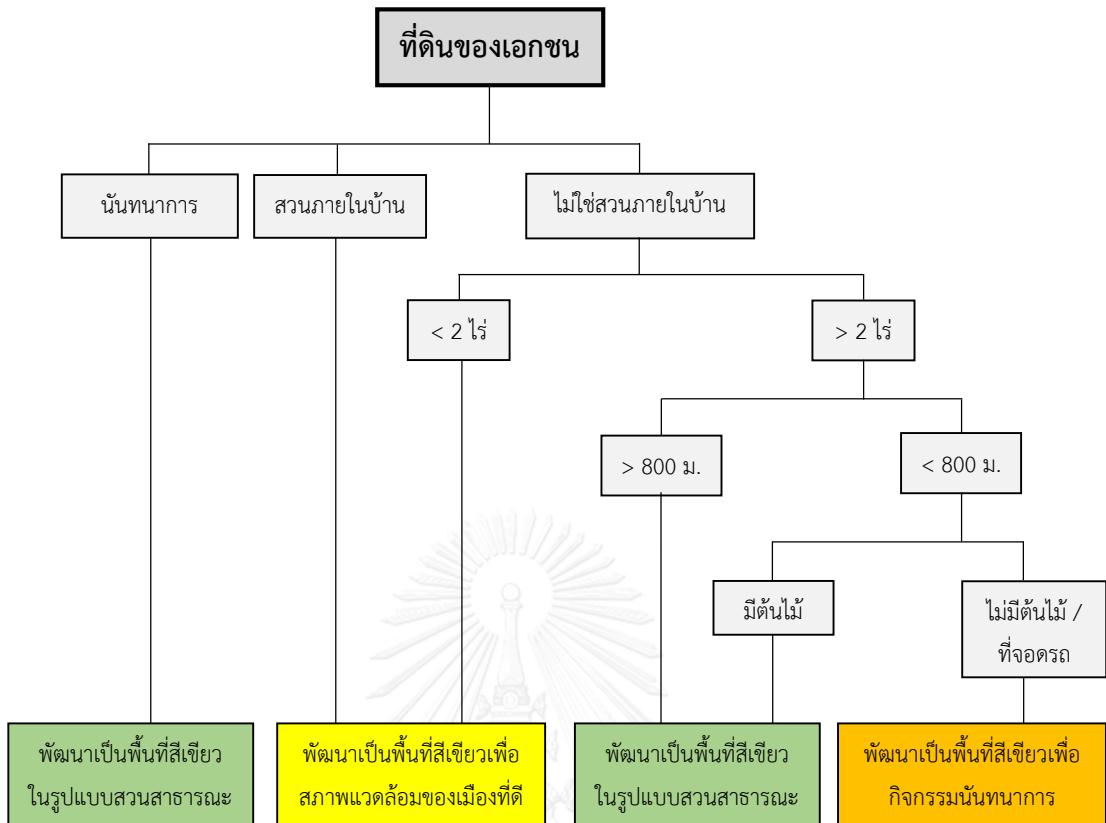 ที่ดินของเอกชน
นันทนาการ
สวนภายในบ้าน
ไม่ใช่สวนภายในบ้าน
< 2 ไร่
> 2 ไร่
> 800 ม.
< 800 ม.
มีต้นไม้
ไม่มีต้นไม้ /
ที่จอดรถ
พัฒนาเป็นพื้นที่สีเขียว
ในรูปแบบสวนสาธารณะ
พัฒนาเป็นพื้นที่สีเขียวเพื่อ
สภาพแวดล้อมของเมืองที่ดี
พัฒนาเป็นพื้นที่สีเขียว
ในรูปแบบสวนสาธารณะ
พัฒนาเป็นพื้นที่สีเขียวเพื่อ
กิจกรรมนันทนาการ